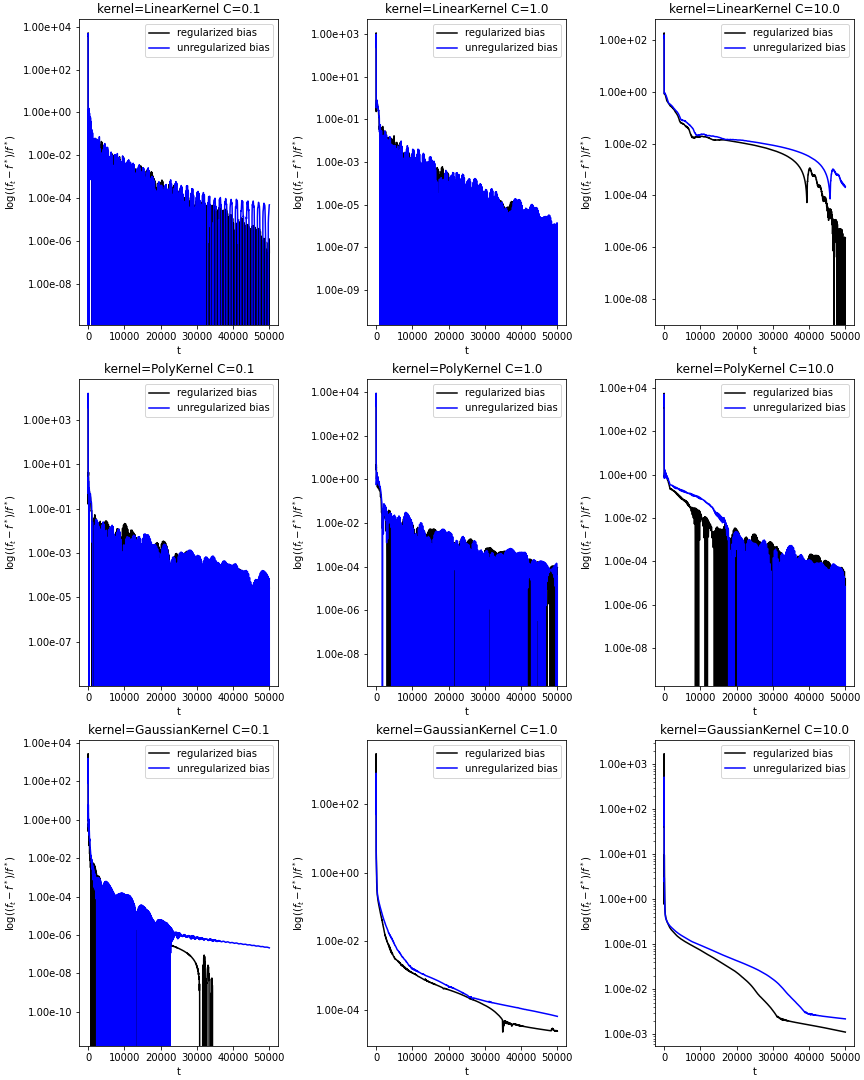 kernel=LinearKernel C=0.1
1.00e+04
1.00e+02
1.00e+00
1.00e-02
1.00e-04
1.00e-06
1.00e-08
log((f_t − f*)/f*)
regularized bias
unregularized bias
0 10000 20000 30000 40000 50000
t
kernel=LinearKernel C=1.0
1.00e+03
1.00e+01
1.00e-01
1.00e-03
1.00e-05
1.00e-07
1.00e-09
log((f_t − f*)/f*)
regularized bias
unregularized bias
0 10000 20000 30000 40000 50000
t
kernel=LinearKernel C=10.0
1.00e+02
1.00e+00
1.00e-02
1.00e-04
1.00e-06
1.00e-08
log((f_t − f*)/f*)
regularized bias
unregularized bias
0 10000 20000 30000 40000 50000
t
kernel=PolyKernel C=0.1
1.00e+03
1.00e+01
1.00e-01
1.00e-03
1.00e-05
1.00e-07
log((f_t − f*)/f*)
regularized bias
unregularized bias
0 10000 20000 30000 40000 50000
t
kernel=PolyKernel C=1.0
1.00e+04
1.00e+02
1.00e+00
1.00e-02
1.00e-04
1.00e-06
1.00e-08
log((f_t − f*)/f*)
regularized bias
unregularized bias
0 10000 20000 30000 40000 50000
t
kernel=PolyKernel C=10.0
1.00e+04
1.00e+02
1.00e+00
1.00e-02
1.00e-04
1.00e-06
1.00e-08
log((f_t − f*)/f*)
regularized bias
unregularized bias
0 10000 20000 30000 40000 50000
t
kernel=GaussianKernel C=0.1
1.00e+04
1.00e+02
1.00e+00
1.00e-02
1.00e-04
1.00e-06
1.00e-08
1.00e-10
log((f_t − f*)/f*)
regularized bias
unregularized bias
0 10000 20000 30000 40000 50000
t
kernel=GaussianKernel C=1.0
1.00e+02
1.00e+00
1.00e-02
1.00e-04
log((f_t − f*)/f*)
regularized bias
unregularized bias
0 10000 20000 30000 40000 50000
t
kernel=GaussianKernel C=10.0
1.00e+03
1.00e+02
1.00e+01
1.00e+00
1.00e-01
1.00e-02
1.00e-03
log((f_t − f*)/f*)
regularized bias
unregularized bias
0 10000 20000 30000 40000 50000
t